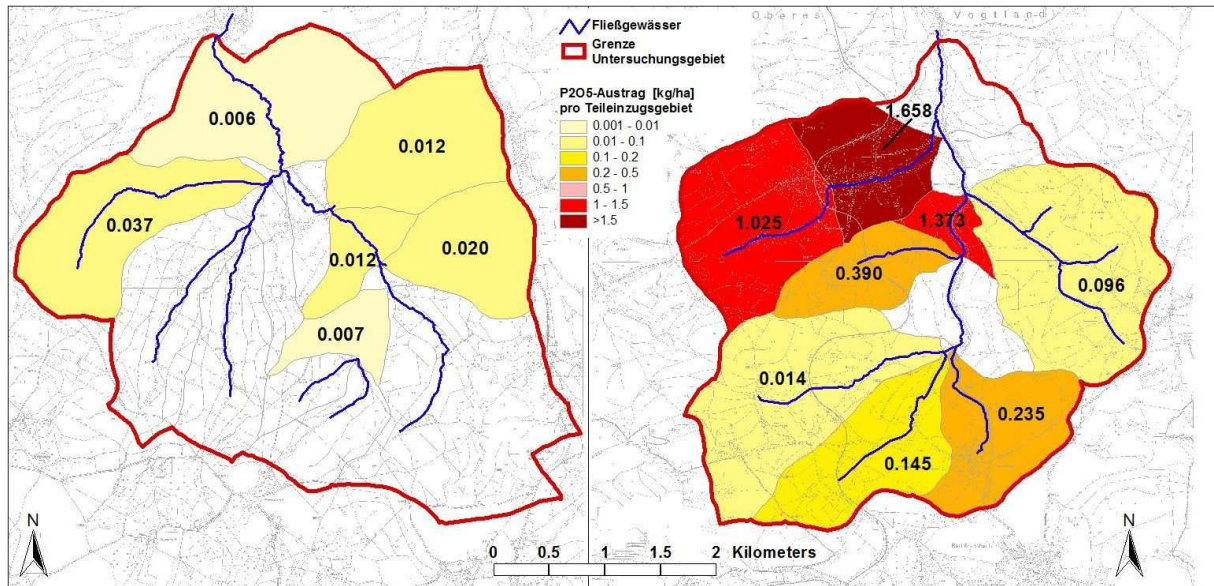 Oberes Vogtland
Fließgewässer
Grenze
Untersuchungsgebiet
P2O5-Austrag [kg/ha]
pro Teileinzugsgebiet
0.001 - 0.01
0.01 - 0.1
0.1 - 0.2
0.2 - 0.5
0.5 - 1
1 - 1.5
>1.5
0.006
0.012
0.037
0.012
0.020
0.007
1.658
1.025
1.373
0.390
0.096
0.014
0.235
0.145
N
0 0.5 1 1.5 2 Kilometers
N